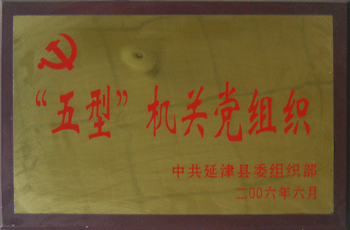 “五型”机关党组织
中共延津县委组织部
二00六年六月